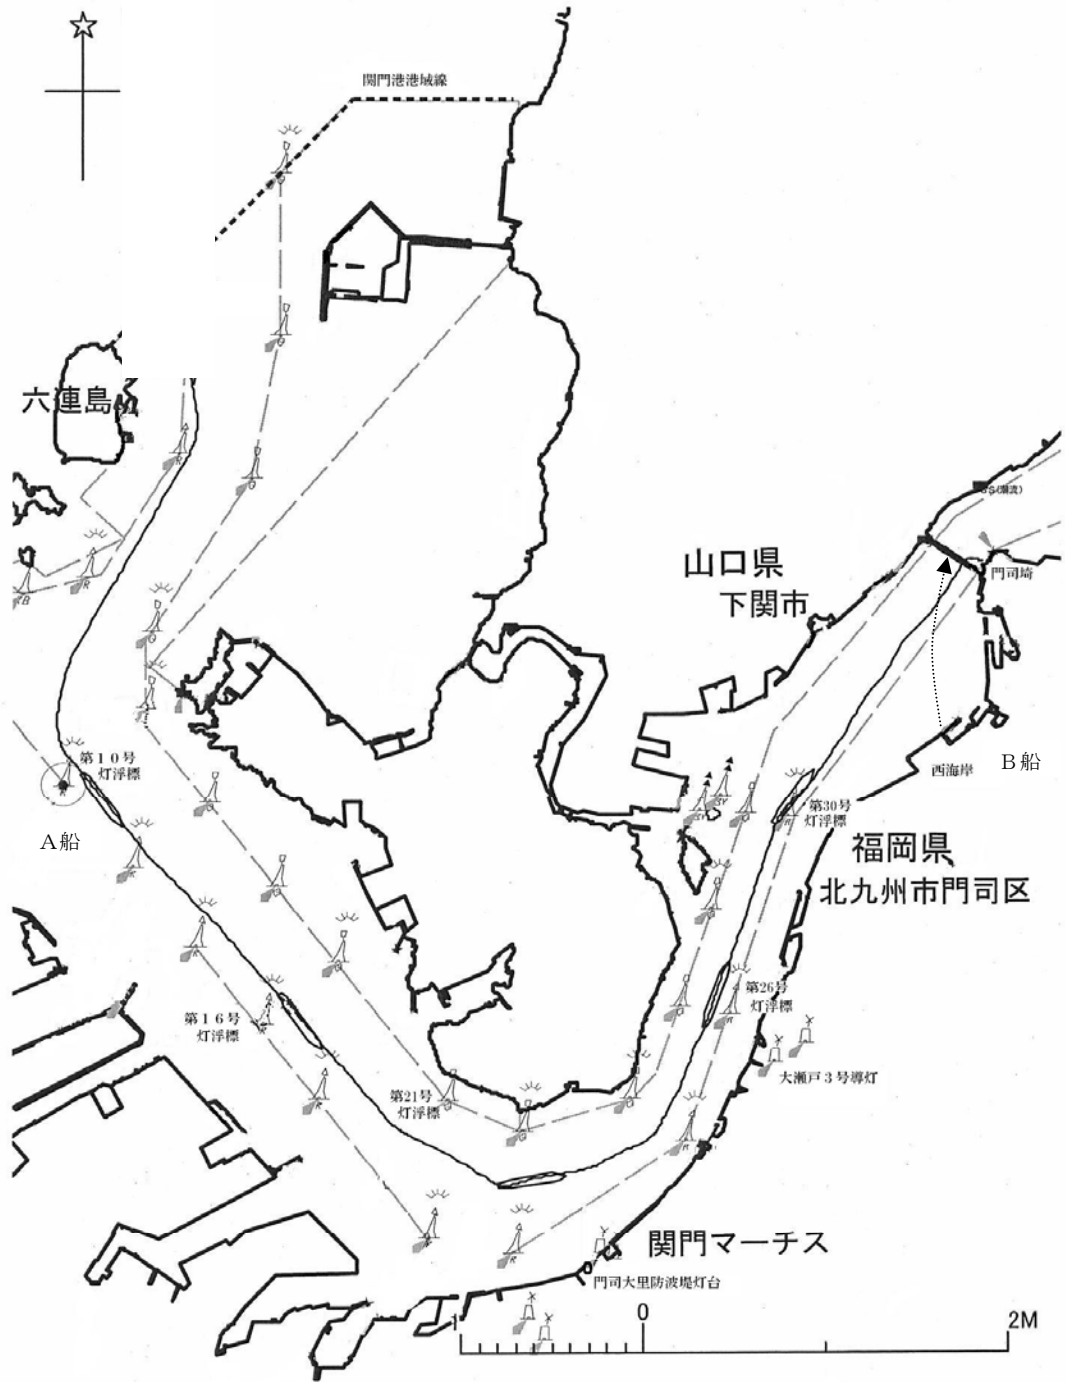 関門港港域線
六連島
SS(潮流)
山口県
下関市
門司埼
第１０号
灯浮標
西海岸
Ｂ船
第30号
灯浮標
Ａ船
福岡県
北九州市門司区
第１６号
灯浮標
第26号
灯浮標
第21号
灯浮標
大瀬戸３号導灯
関門マーチス
門司大里防波堤灯台
1 0 2M